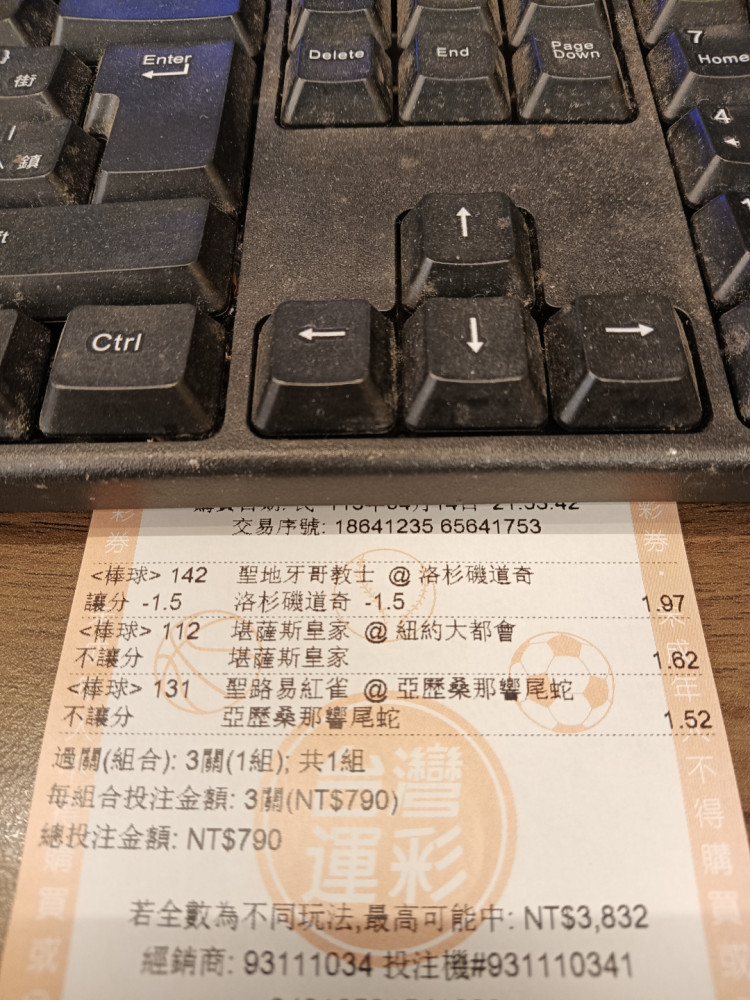 Delete
End
Page Down
7 Home
Enter
街
4
鎮
Ctrl
交易序號: 18641235 65641753
<棒球> 142 聖地牙哥教士 @ 洛杉磯道奇
讓分 -1.5 洛杉磯道奇 -1.5 1.97
<棒球> 112 堪薩斯皇家 @ 紐約大都會
不讓分 堪薩斯皇家 1.62
<棒球> 131 聖路易紅雀 @ 亞歷桑那響尾蛇
不讓分 亞歷桑那響尾蛇 1.52
過關(組合): 3關(1組); 共1組
每組合投注金額: 3關(NT$790)
總投注金額: NT$790
台灣
運彩
若全數為不同玩法,最高可能中: NT$3,832
經銷商: 93111034 投注機#931110341
彩券
不得購買或
購買或